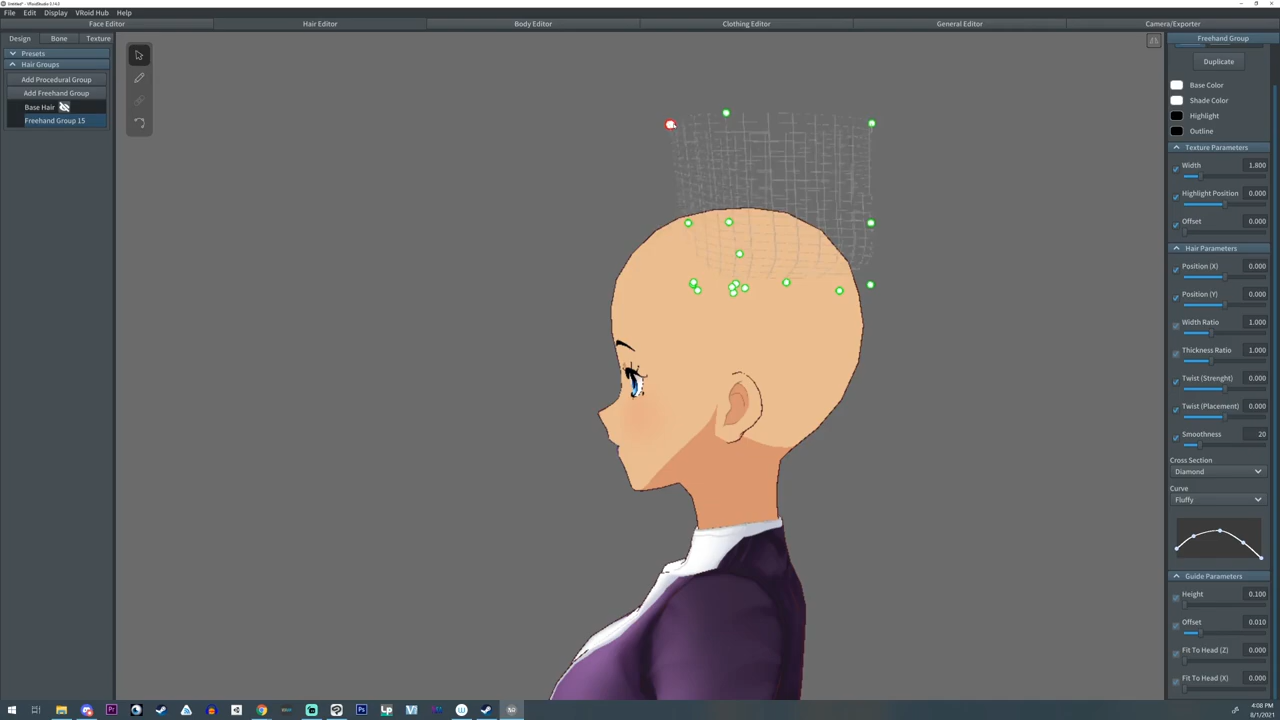 Untitled* - VRoidStudio 0.14.0
File Edit Display VRoid Hub Help
Face Editor Hair Editor Body Editor Clothing Editor General Editor Camera/Exporter
Design Bone Texture
Presets
Hair Groups
Add Procedural Group
Add Freehand Group
Base Hair
Freehand Group 15
Freehand Group
Duplicate
Base Color
Shade Color
Highlight
Outline
Texture Parameters
Width 1.800
Highlight Position 0.000
Offset 0.000
Hair Parameters
Position (X) 0.000
Position (Y) 0.000
Width Ratio 1.000
Thickness Ratio 1.000
Twist (Strenght) 0.000
Twist (Placement) 0.000
Smoothness 20
Cross Section
Diamond
Curve
Fluffy
Guide Parameters
Height 0.100
Offset 0.010
Fit To Head (Z) 0.000
Fit To Head (X) 0.000
4:08 PM
8/1/2021